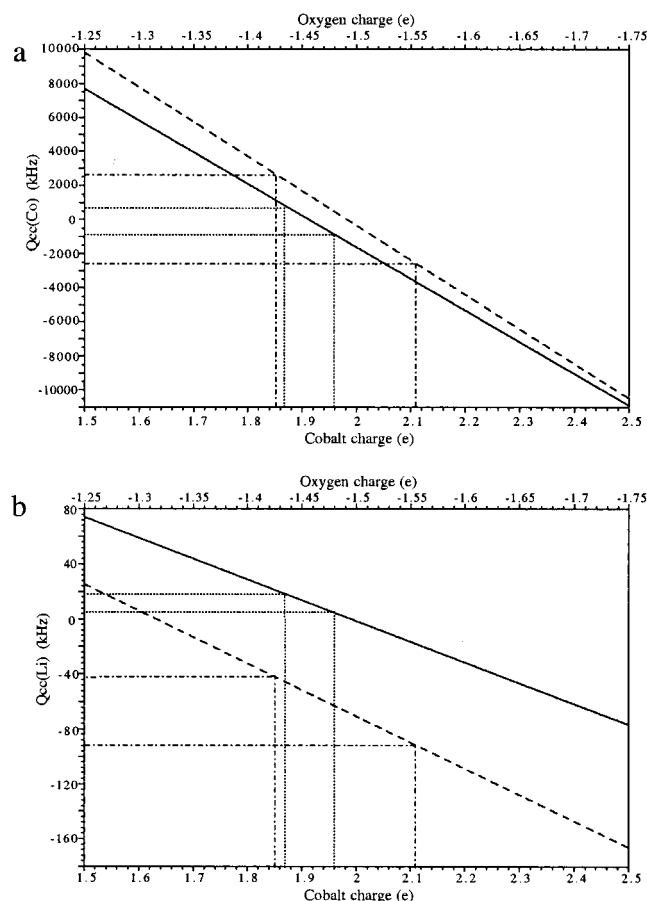 Oxygen charge (e)
-1.25 -1.3 -1.35 -1.4 -1.45 -1.5 -1.55 -1.6 -1.65 -1.7 -1.75
a
10000
8000
6000
4000
2000
0
-2000
-4000
-6000
-8000
-10000
Qcc(Co) (kHz)
1.5 1.6 1.7 1.8 1.9 2 2.1 2.2 2.3 2.4 2.5
Cobalt charge (e)
Oxygen charge (e)
-1.25 -1.3 -1.35 -1.4 -1.45 -1.5 -1.55 -1.6 -1.65 -1.7 -1.75
b
80
40
0
-40
-80
-120
-160
Qcc(Li) (kHz)
1.5 1.6 1.7 1.8 1.9 2 2.1 2.2 2.3 2.4 2.5
Cobalt charge (e)